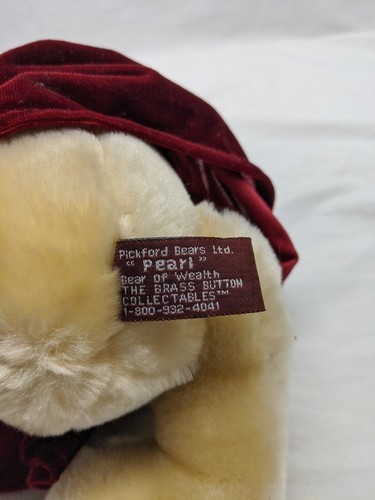 Pickford Bears Ltd.
"Pearl"
Bear Of Wealth
THE BRASS BUTTON
COLLECTABLES™
1-800-932-4041